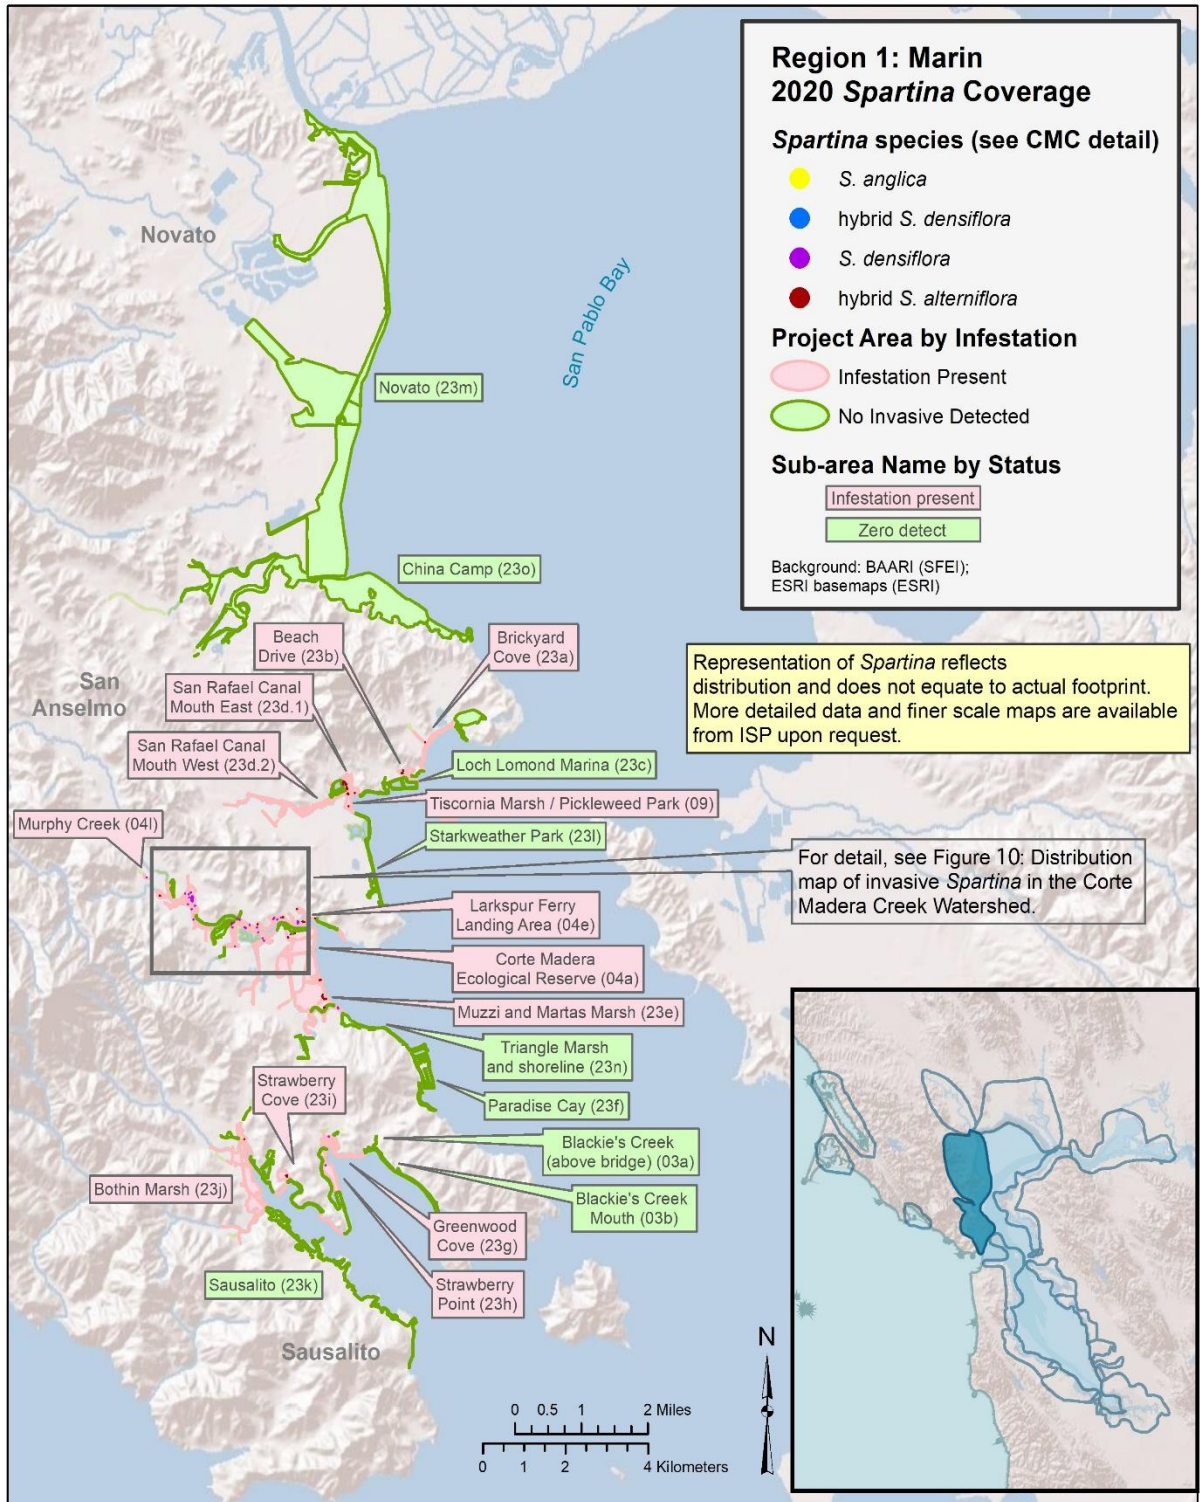 Region 1: Marin
2020 Spartina Coverage
Spartina species (see CMC detail)
S. anglica
hybrid S. densiflora
S. densiflora
hybrid S. alterniflora
Project Area by Infestation
Infestation Present
No Invasive Detected
Sub-area Name by Status
Infestation present
Zero detect
Background: BAARI (SFEI);
ESRI basemaps (ESRI)
Novato
San Pablo Bay
Novato (23m)
China Camp (23o)
Beach
Drive (23b)
Brickyard
Cove (23a)
San
Anselmo
San Rafael Canal
Mouth East (23d.1)
Representation of Spartina reflects
distribution and does not equate to actual footprint.
More detailed data and finer scale maps are available
from ISP upon request.
San Rafael Canal
Mouth West (23d.2)
Loch Lomond Marina (23c)
Tiscornia Marsh / Pickleweed Park (09)
Murphy Creek (04l)
Starkweather Park (23l)
For detail, see Figure 10: Distribution
map of invasive Spartina in the Corte
Madera Creek Watershed.
Larkspur Ferry
Landing Area (04e)
Corte Madera
Ecological Reserve (04a)
Muzzi and Martas Marsh (23e)
Triangle Marsh
and shoreline (23n)
Strawberry
Cove (23i)
Paradise Cay (23f)
Blackie's Creek
(above bridge) (03a)
Bothin Marsh (23j)
Blackie's Creek
Mouth (03b)
Greenwood
Cove (23g)
Sausalito (23k)
Strawberry
Point (23h)
Sausalito
N
0 0.5 1 2 Miles
0 1 2 4 Kilometers